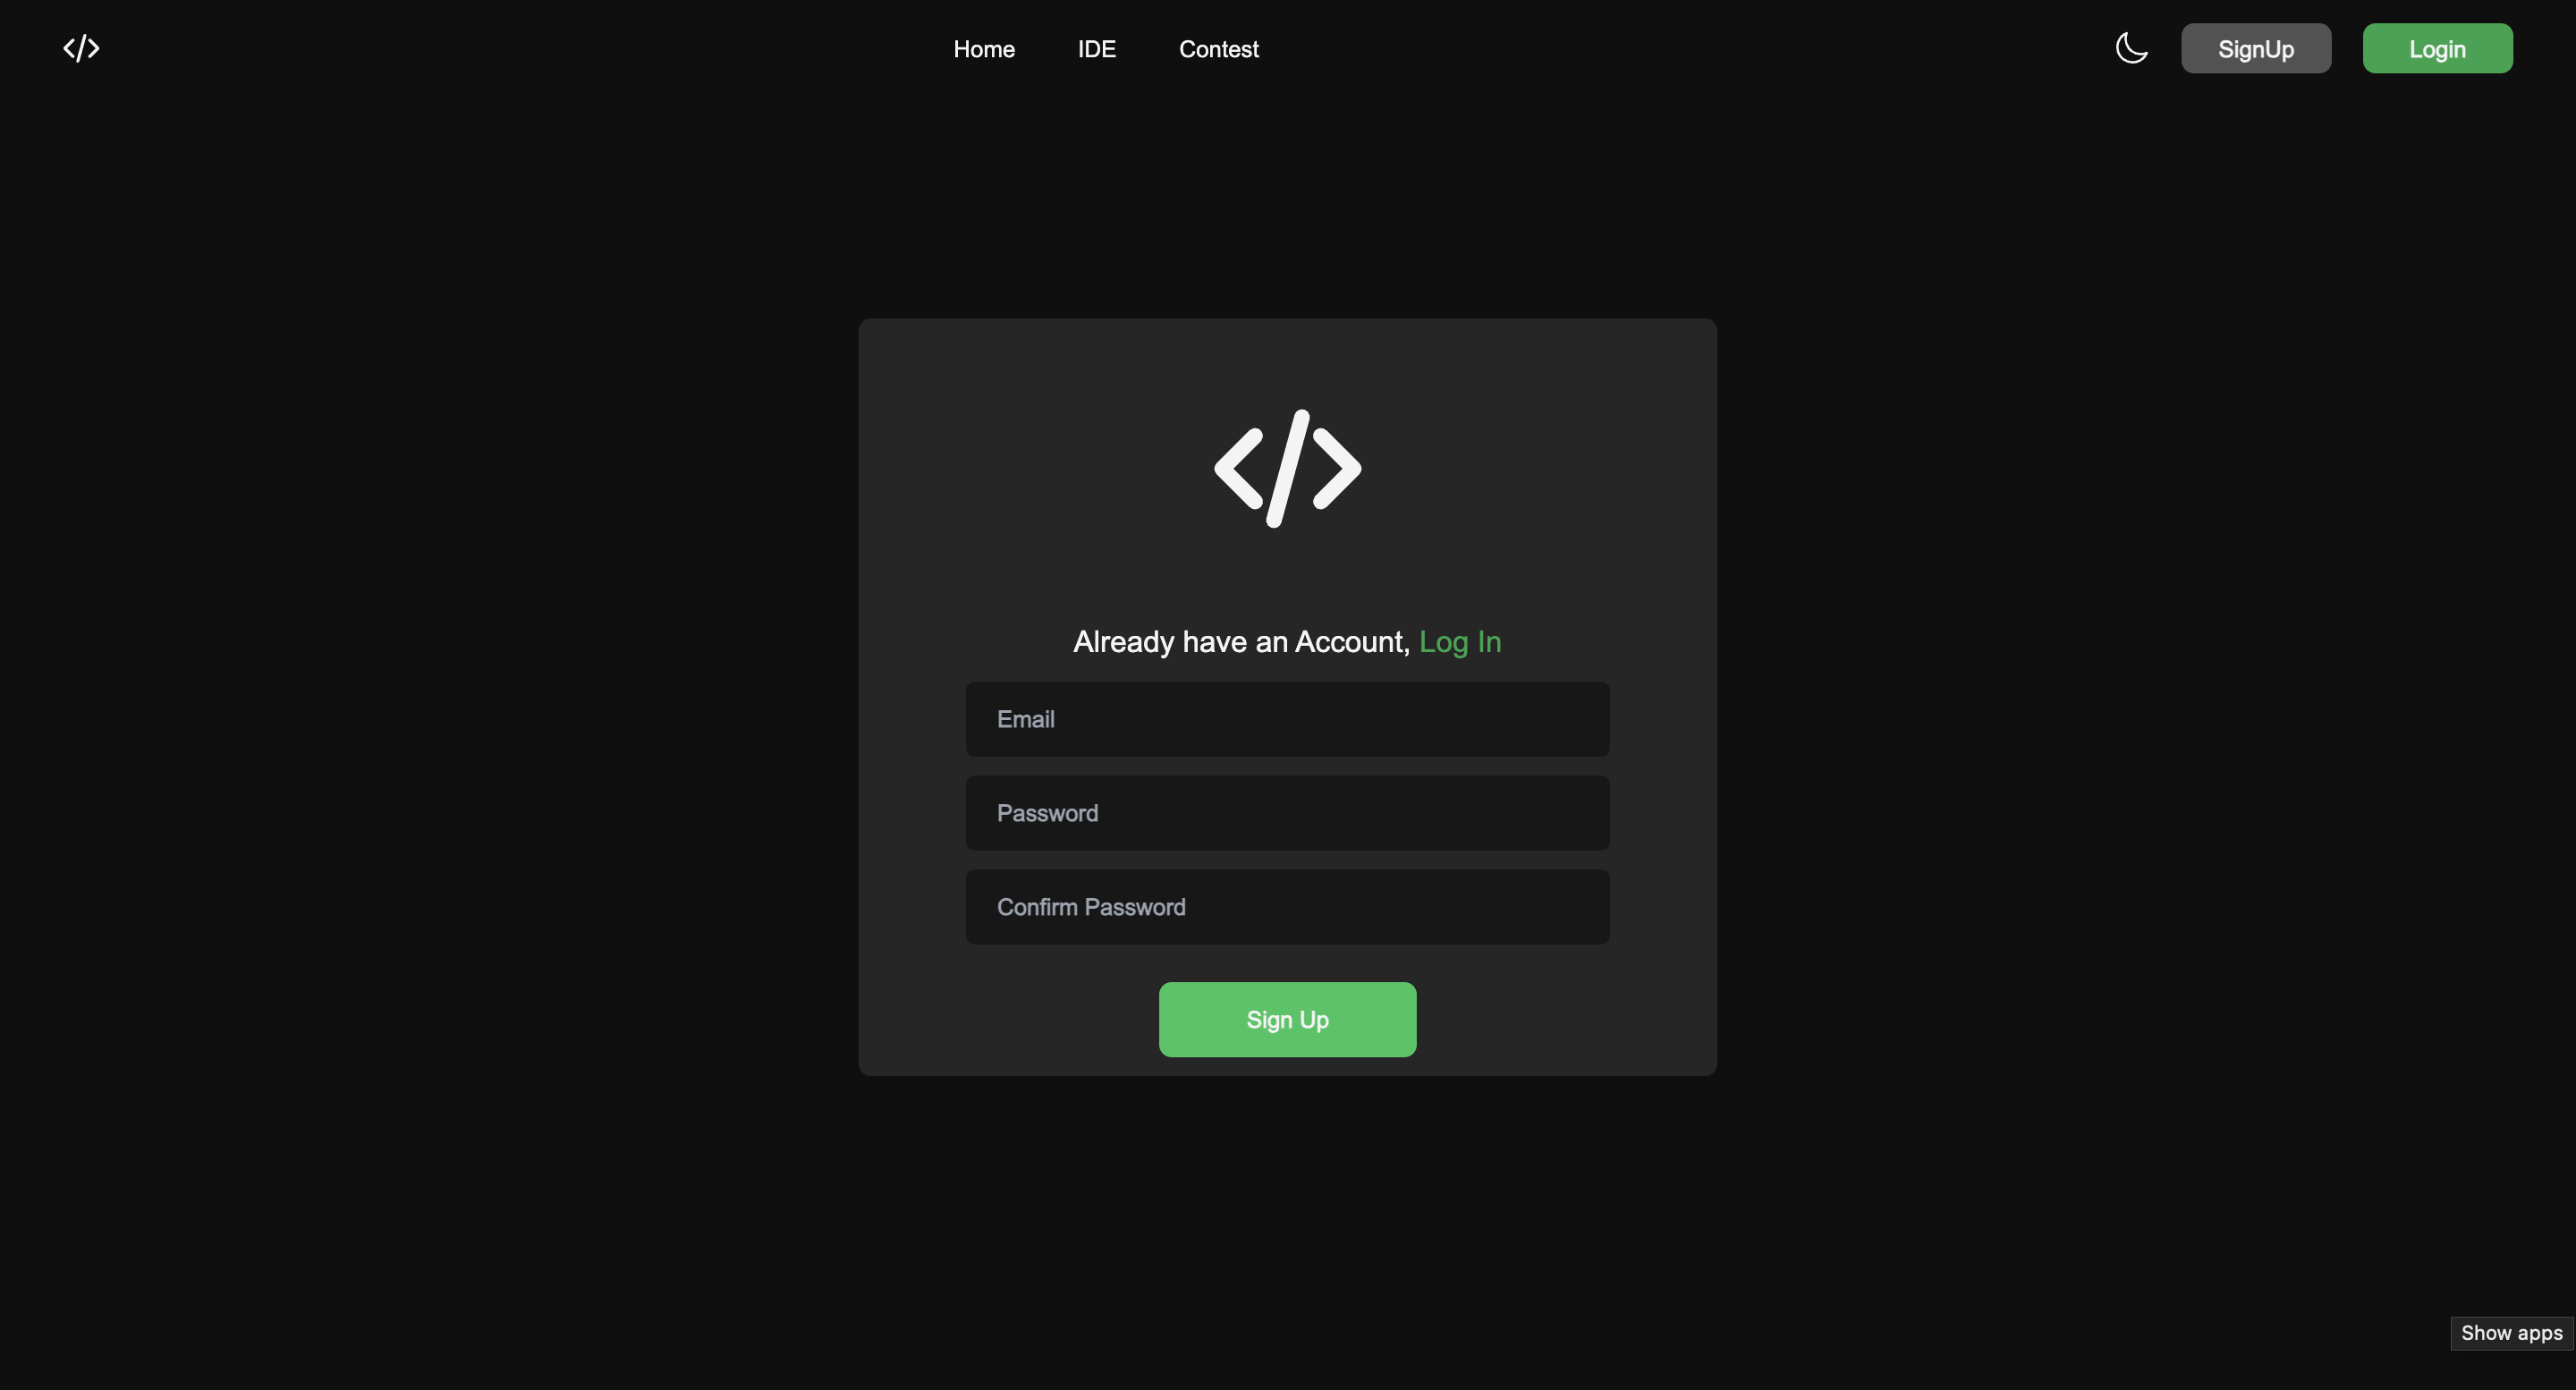 </> Home IDE Contest SignUp Login
</>
Already have an Account, Log In
Email
Password
Confirm Password
Sign Up
Show apps